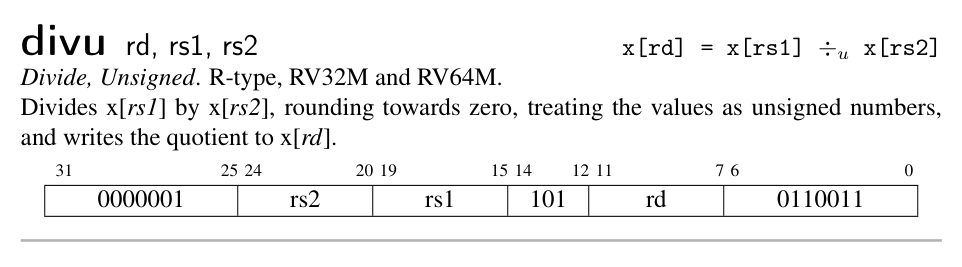 divu rd, rs1, rs2 x[rd] = x[rs1] ÷u x[rs2]
Divide, Unsigned. R-type, RV32M and RV64M.
Divides x[rs1] by x[rs2], rounding towards zero, treating the values as unsigned numbers,
and writes the quotient to x[rd].
31 25 24 20 19 15 14 12 11 7 6 0
0000001 rs2 rs1 101 rd 0110011